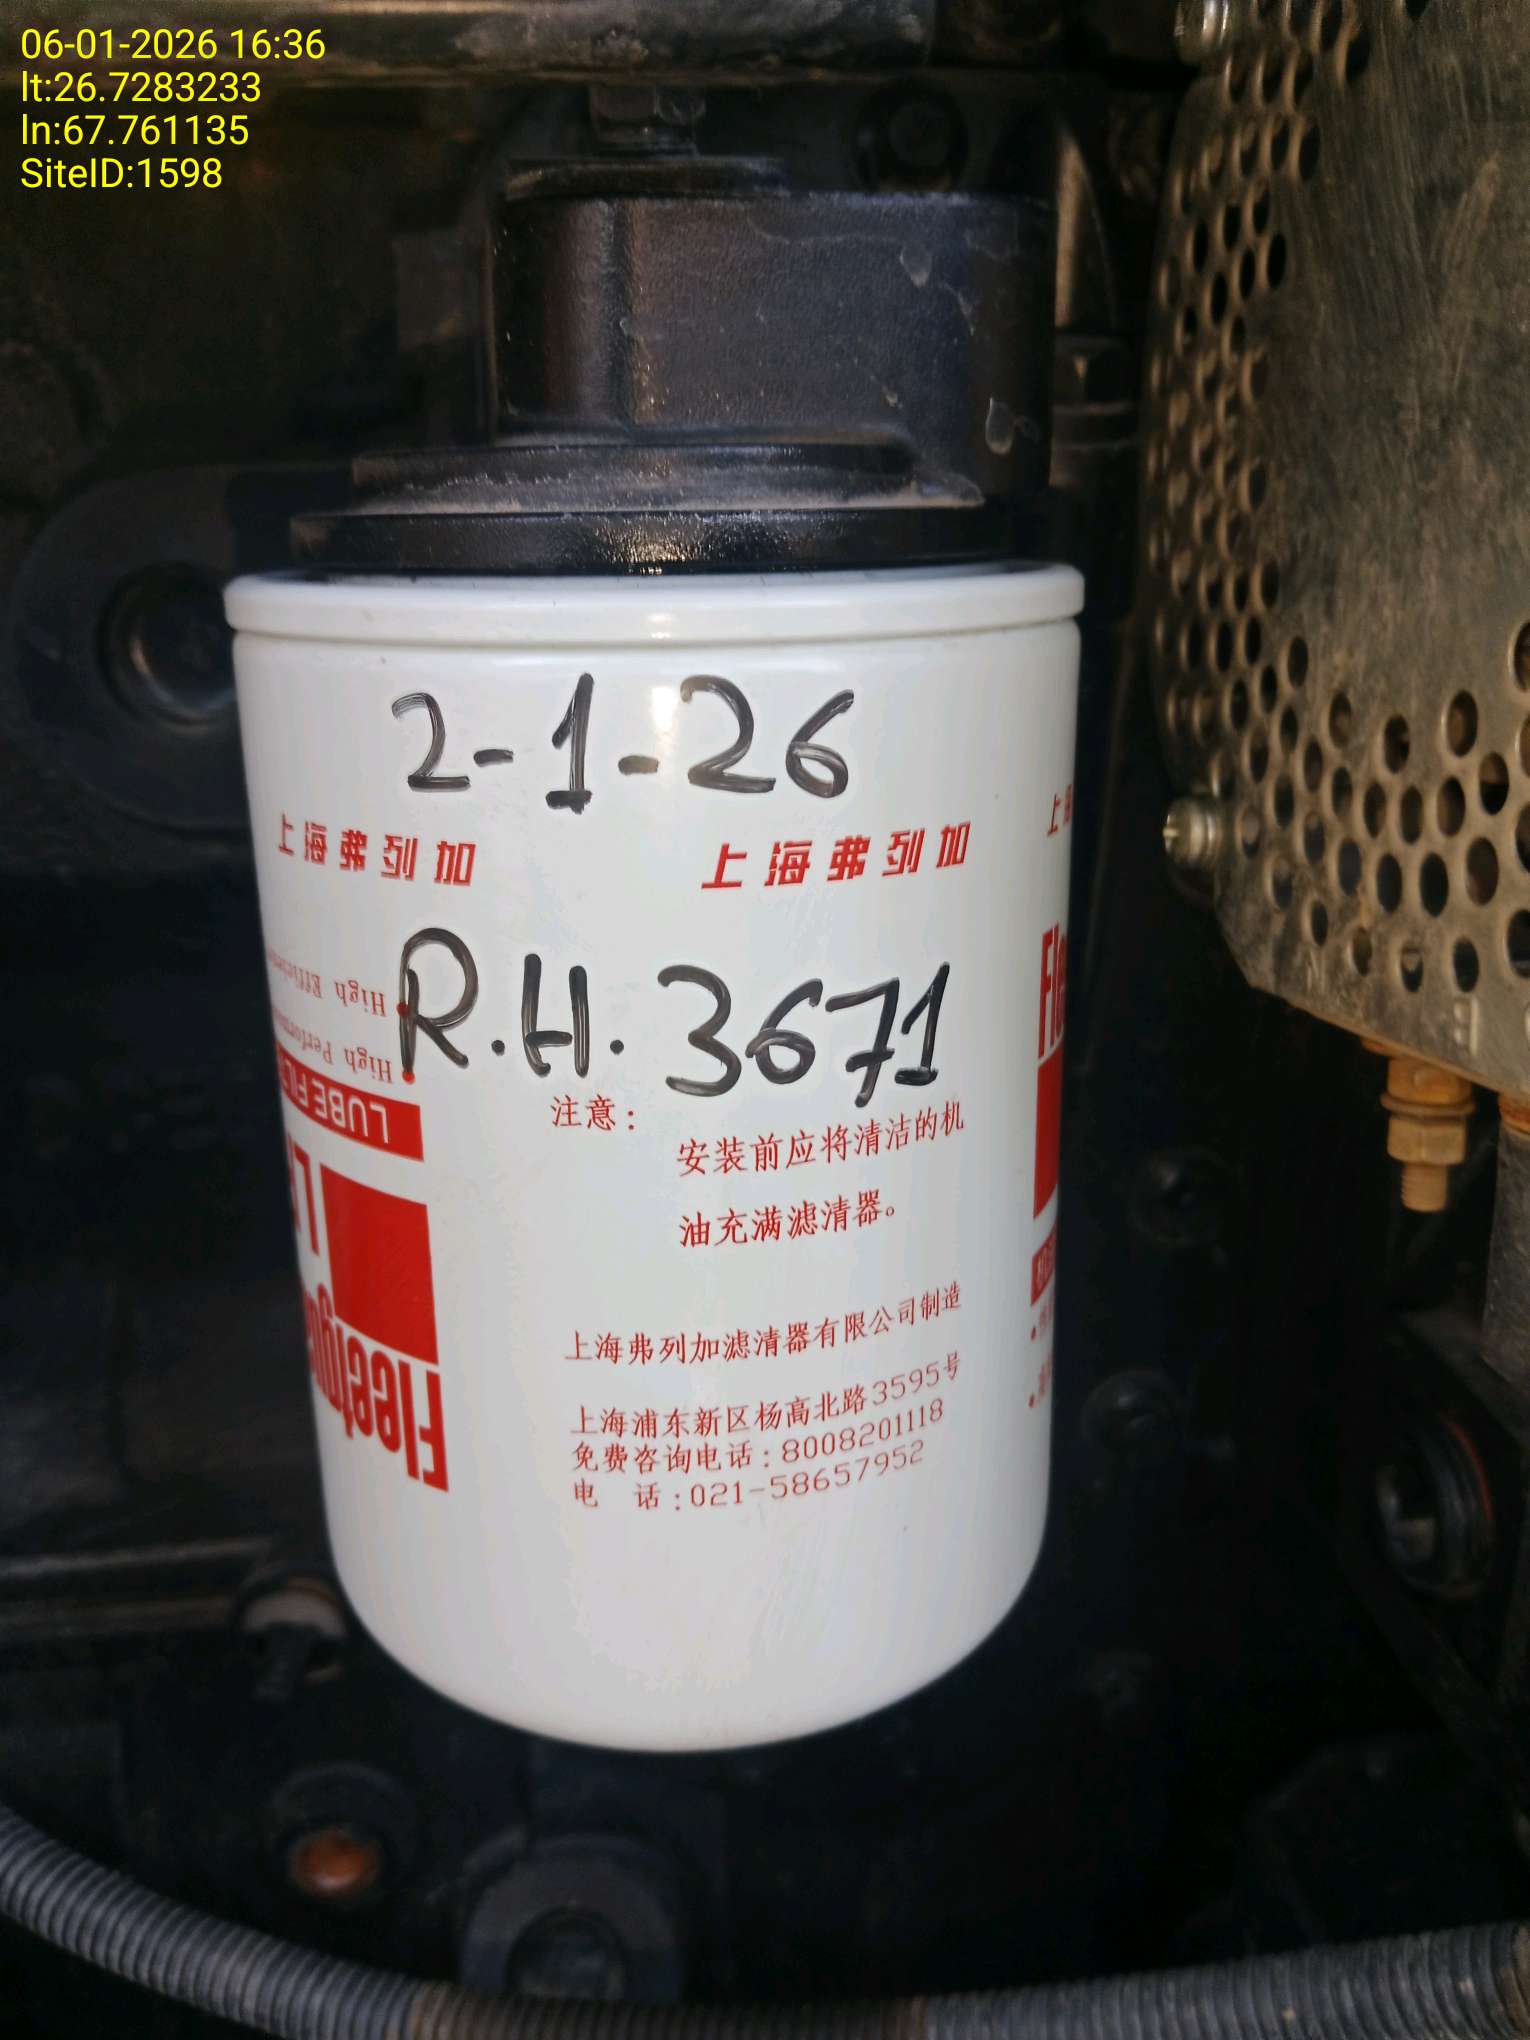 06-01-2026 16:36
lt:26.7283233
ln:67.761135
SiteID:1598
2-1-26
上海弗列加
上海弗列加
R.H. 3671
High
High
LUBE
注意：
安装前应将清洁的机
油充满滤清器。
上海弗列加滤清器有限公司制造
上海浦东新区杨高北路3595号
免费咨询电话：8008201118
电 话：021-58657952